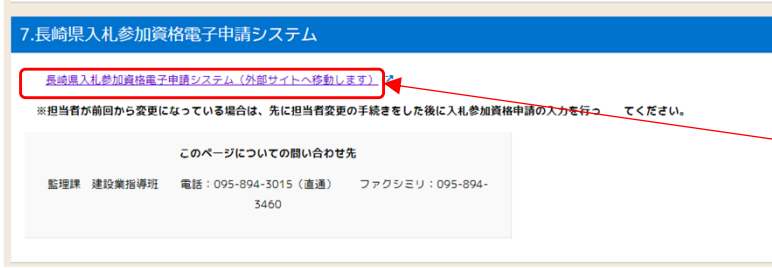 7.長崎県入札参加資格電子申請システム
長崎県入札参加資格電子申請システム（外部サイトへ移動します）
※担当者が前回から変更になっている場合は、先に担当者変更の手続きをした後に入札参加資格申請の入力を行っ　てください。
このページについての問い合わせ先
監理課　建設業指導班　電話：095-894-3015（直通）　ファクシミリ：095-894-
3460